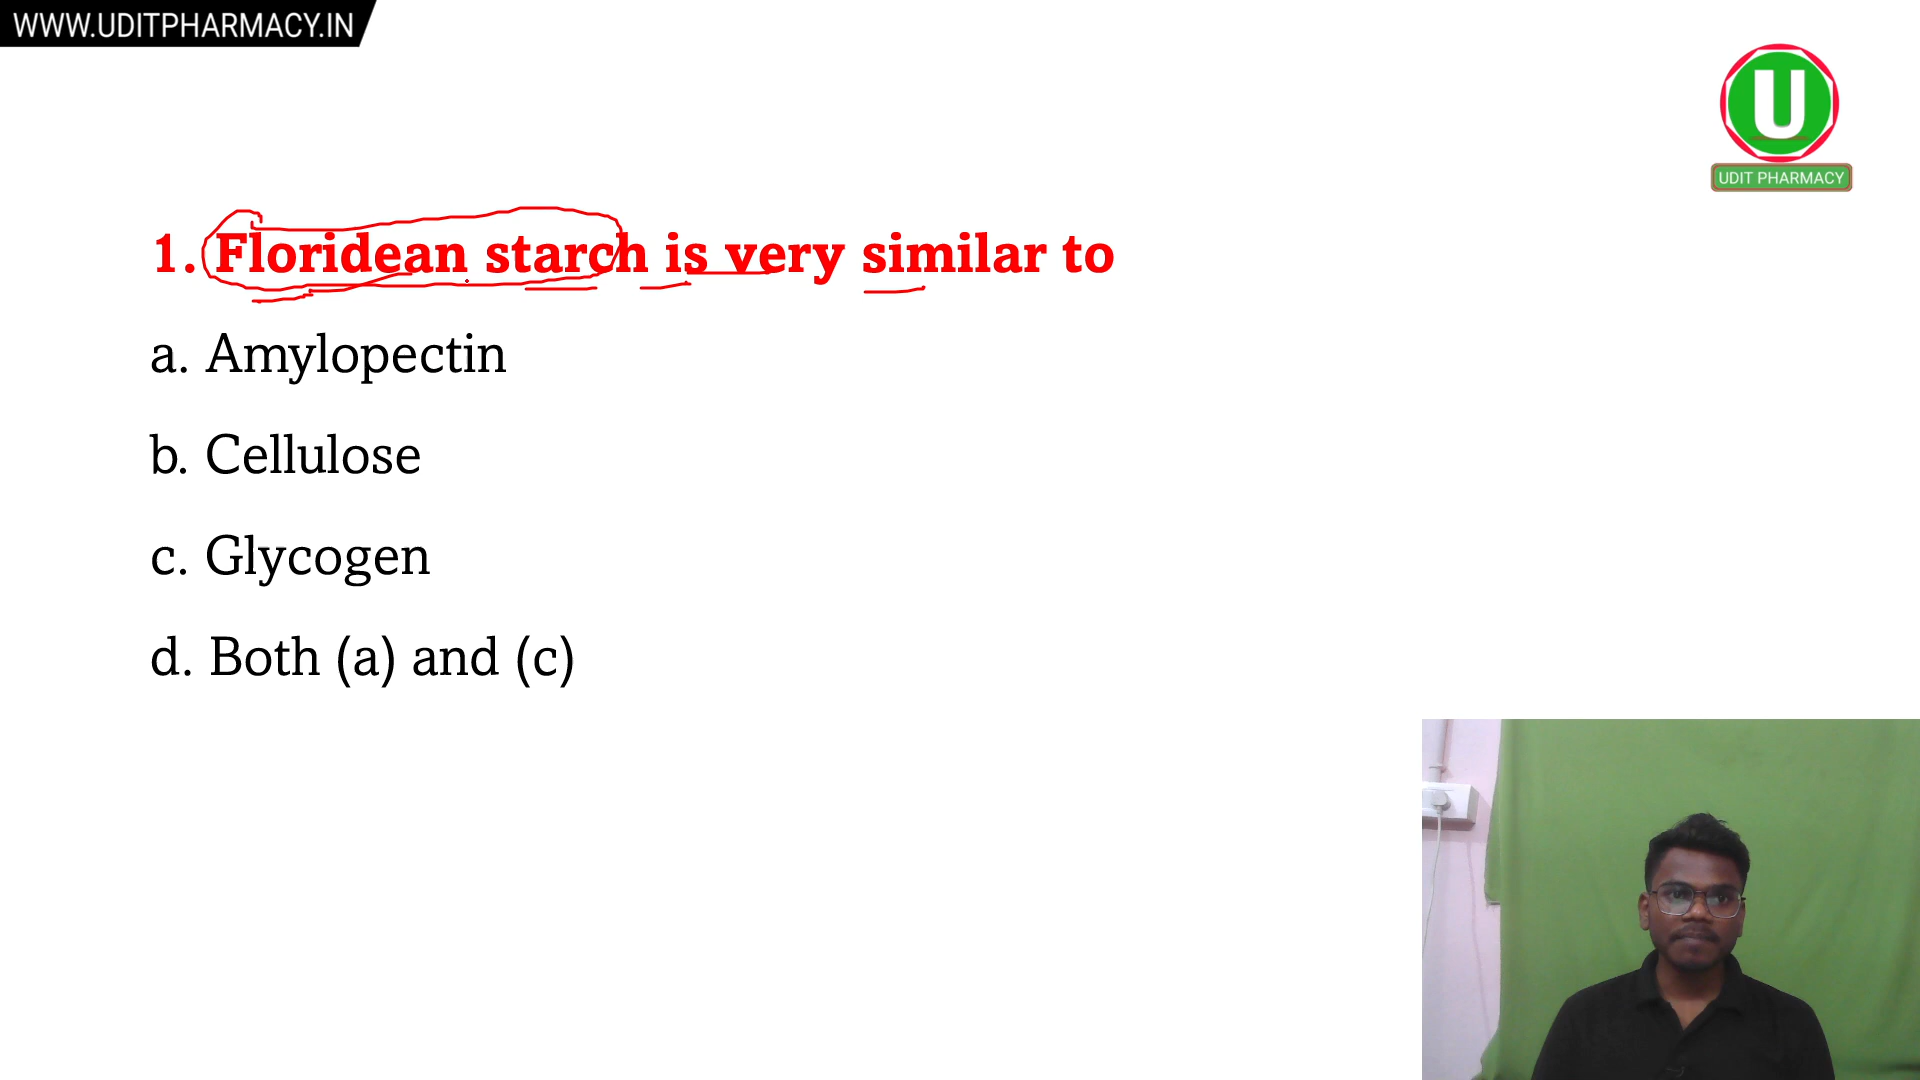 WWW.UDITPHARMACY.IN
U
UDIT PHARMACY
1. Floridean starch is very similar to
a. Amylopectin
b. Cellulose
c. Glycogen
d. Both (a) and (c)